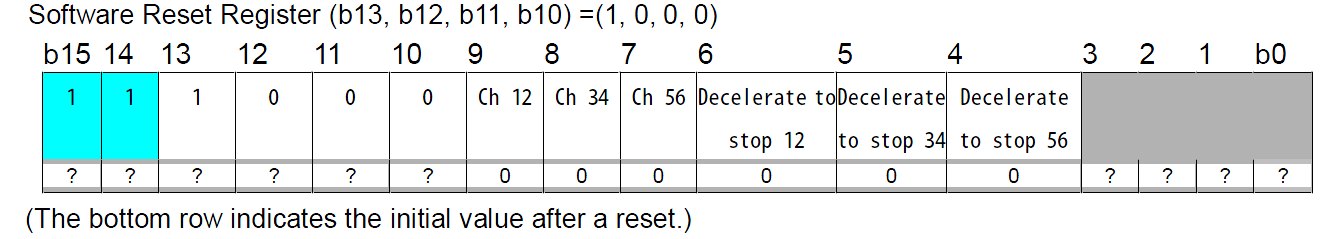 Software Reset Register (b13, b12, b11, b10) =(1, 0, 0, 0)
b15 14 13 12 11 10 9 8 7 6 5 4 3 2 1 b0
1 1 1 0 0 0 Ch 12 Ch 34 Ch 56 Decelerate to Decelerate Decelerate
stop 12 to stop 34 to stop 56
? ? ? ? ? ? 0 0 0 0 0 0 ? ? ? ?
(The bottom row indicates the initial value after a reset.)